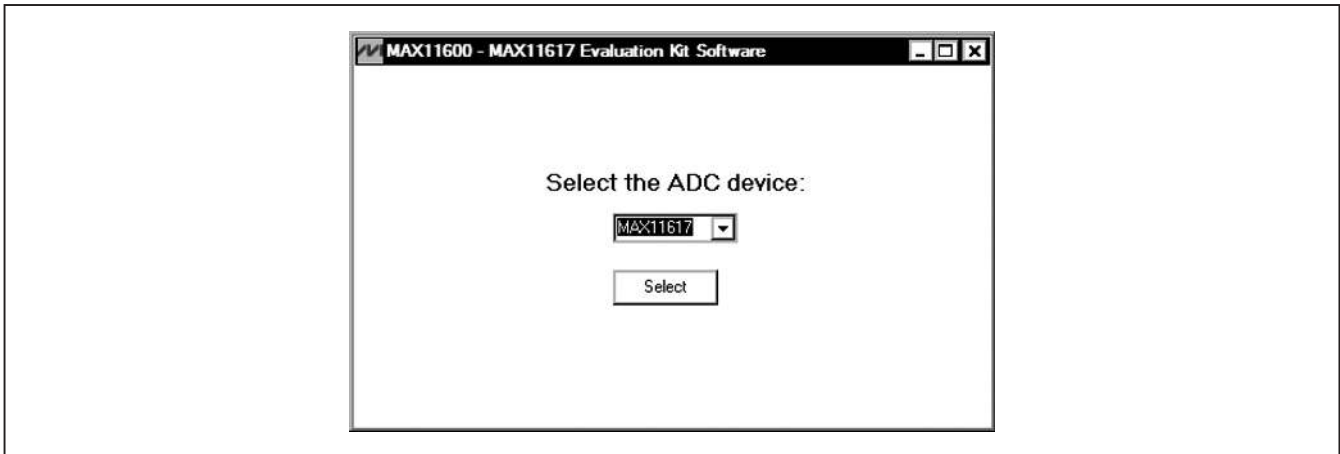 MAX11600 - MAX11617 Evaluation Kit Software
Select the ADC device:
MAX11617
Select